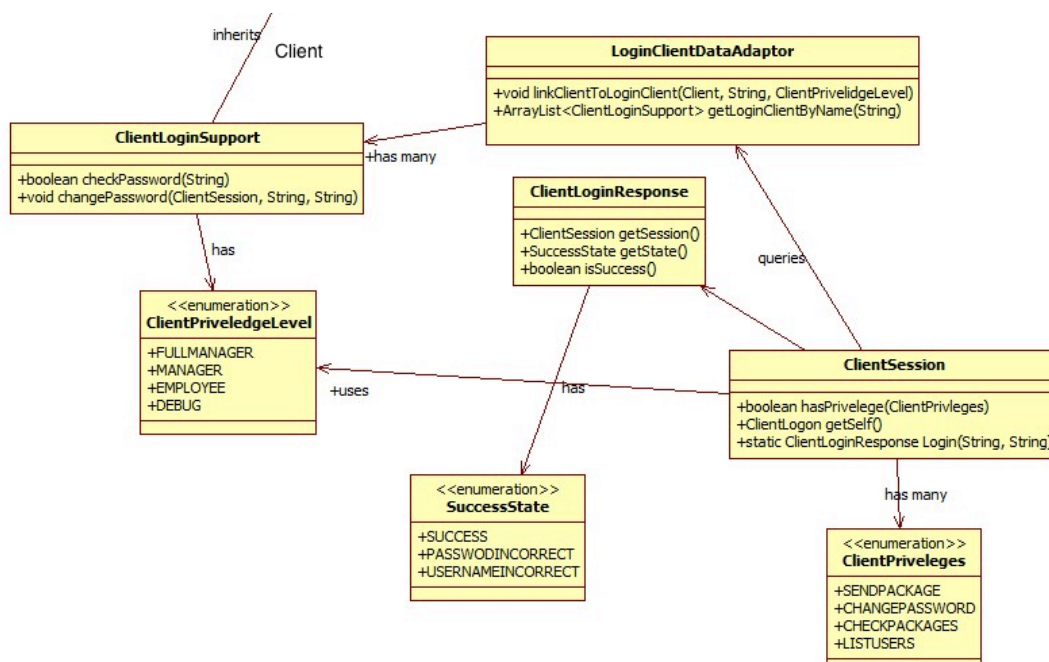 inherits
Client
LoginClientDataAdaptor
+void linkClientToLoginClient(Client, String, ClientPrivelidgeLevel)
+ArrayList<ClientLoginSupport> getLoginClientByName(String)
ClientLoginSupport
+boolean checkPassword(String)
+void changePassword(ClientSession, String, String)
+has many
ClientLoginResponse
+ClientSession getSession()
+SuccessState getState()
+boolean isSuccess()
has
queries
<<enumeration>>
ClientPriveledgeLevel
+FULLMANAGER
+MANAGER
+EMPLOYEE
+DEBUG
+uses
has
ClientSession
+boolean hasPrivelege(ClientPrivleges)
+ClientLogon getSelf()
+static ClientLoginResponse Login(String, String)
<<enumeration>>
SuccessState
+SUCCESS
+PASSWODINCORRECT
+USERNAMEINCORRECT
has many
<<enumeration>>
ClientPriveleges
+SENDPACKAGE
+CHANGEPASSWORD
+CHECKPACKAGES
+LISTUSERS